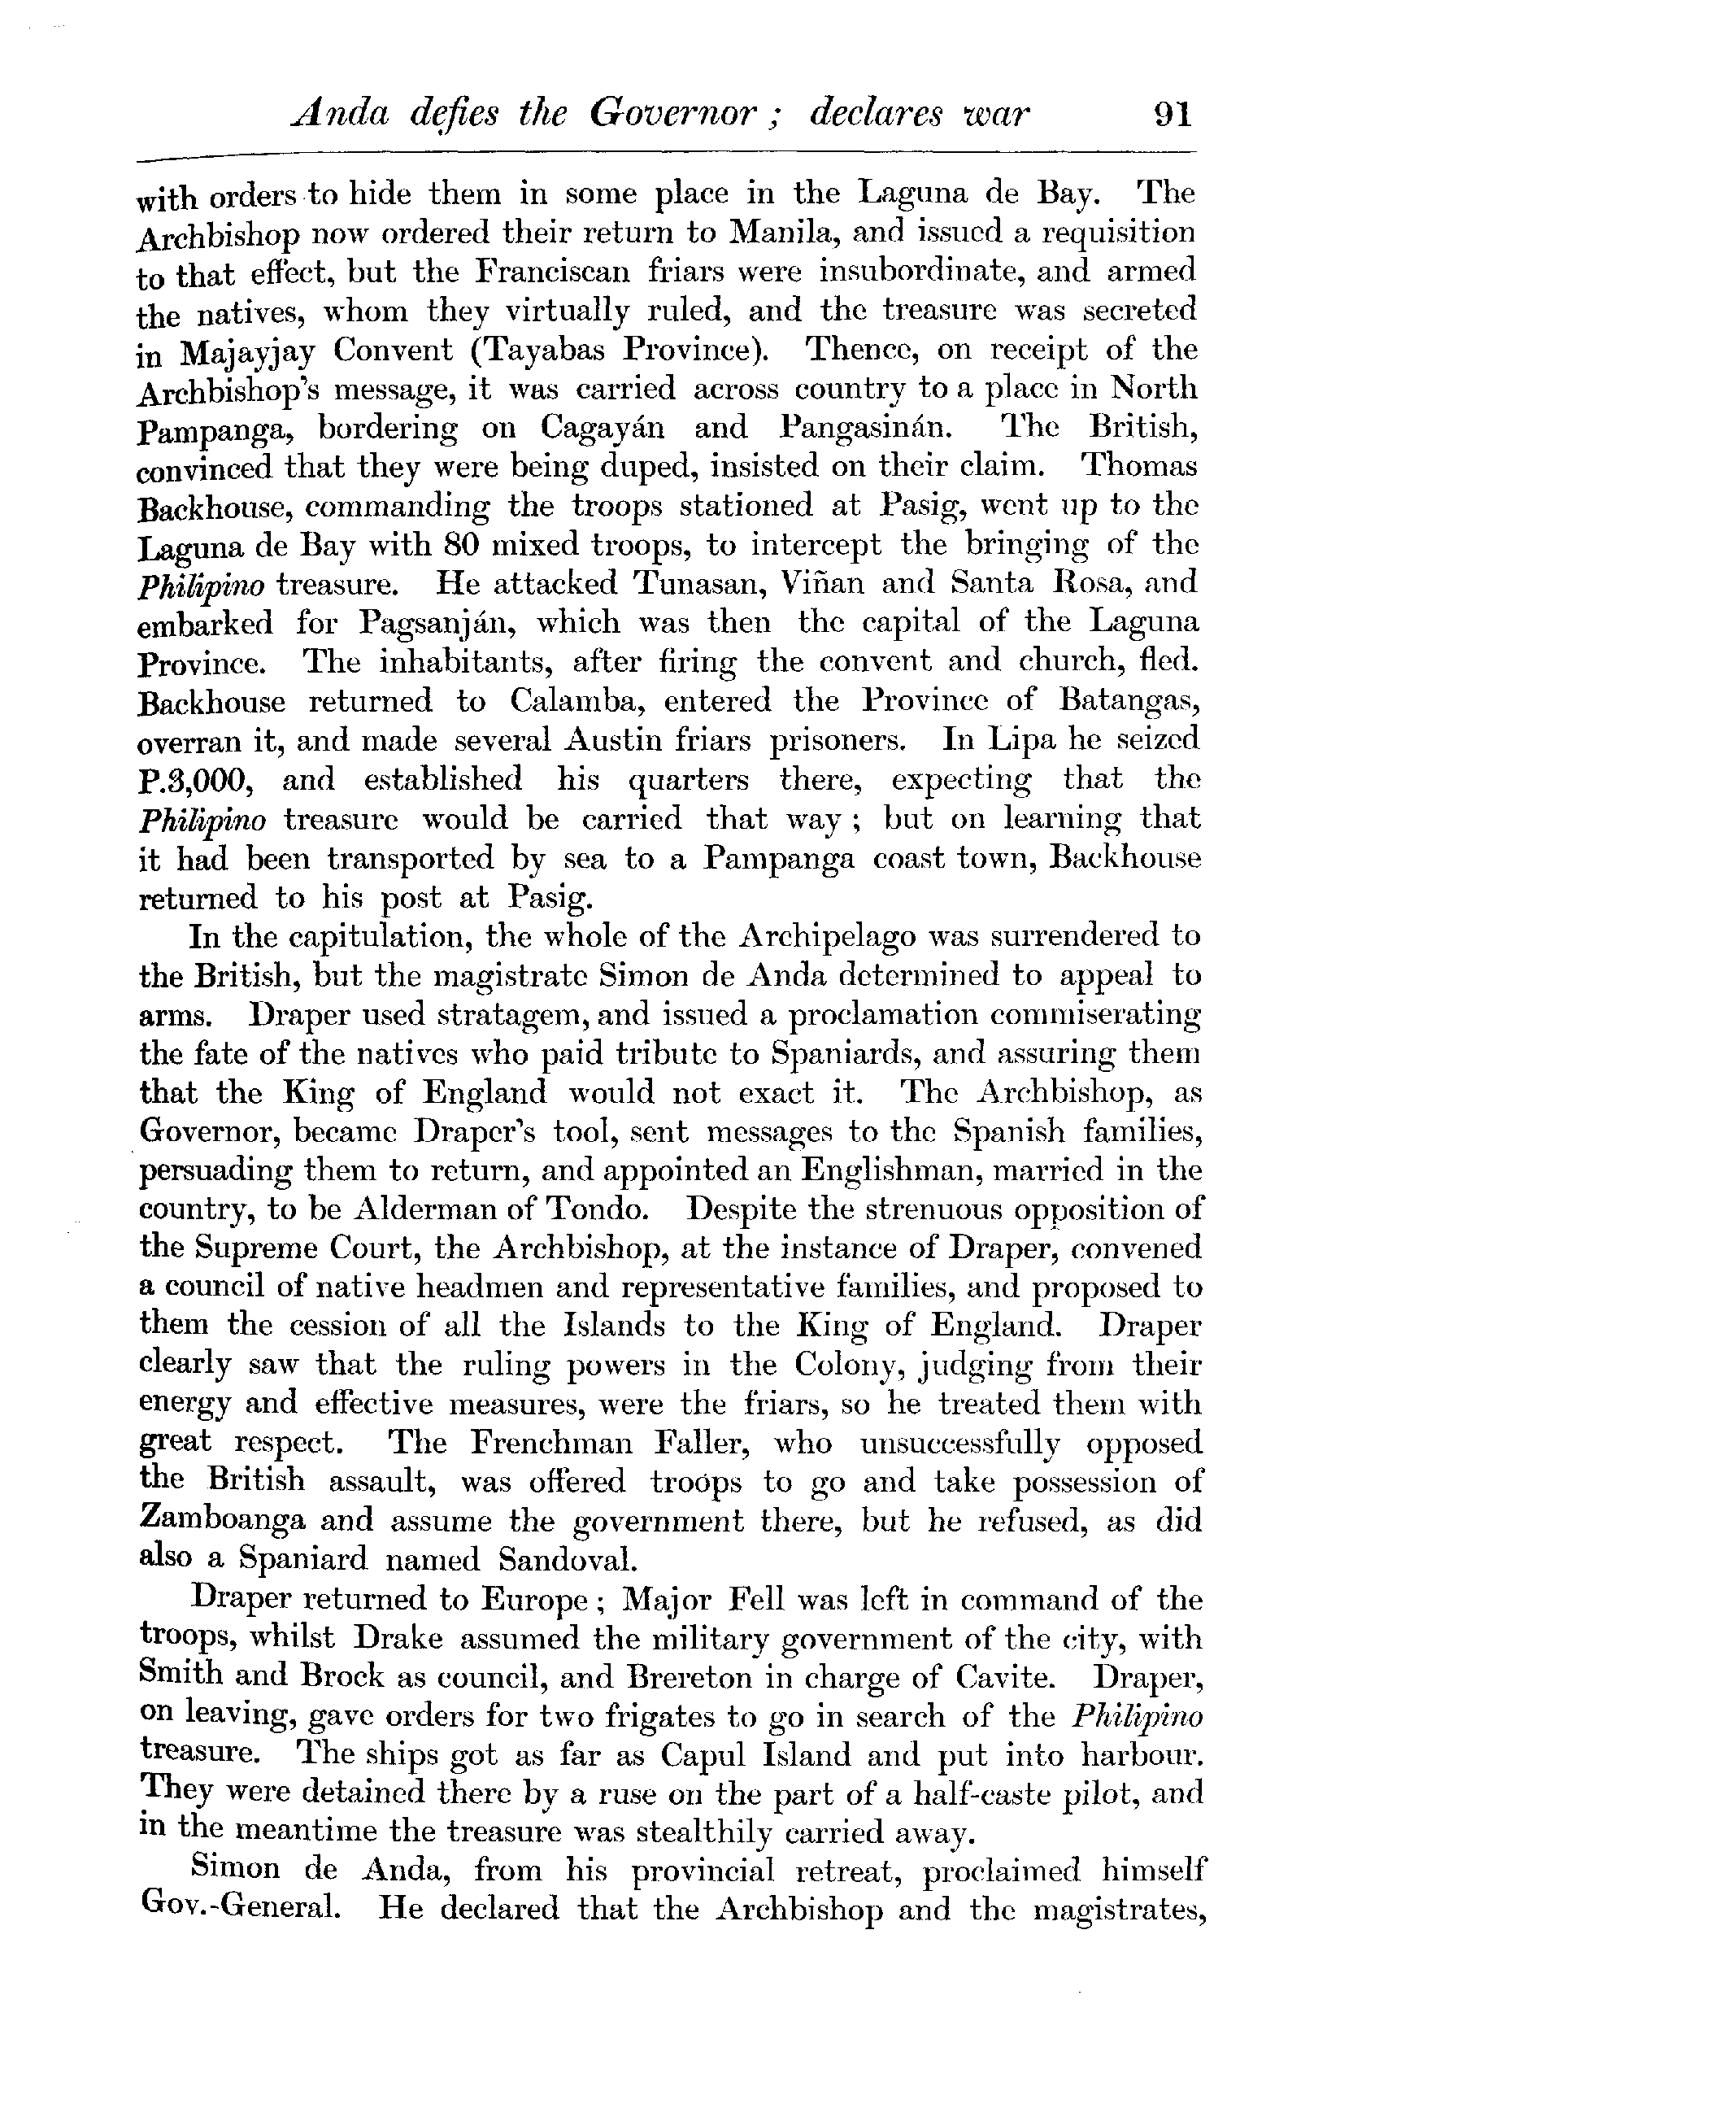 Anda defies the Governor ; declares war 91
with orders to hide them in some place in the Laguna de Bay. The
Archbishop now ordered their return to Manila, and issued a requisition
to that effect, but the Franciscan friars were insubordinate, and armed
the natives, whom they virtually ruled, and the treasure was secreted
in Majayjay Convent (Tayabas Province). Thence, on receipt of the
Archbishop's message, it was carried across country to a place in North
Pampanga, bordering on Cagayán and Pangasinán. The British,
convinced that they were being duped, insisted on their claim. Thomas
Backhouse, commanding the troops stationed at Pasig, went up to the
Laguna de Bay with 80 mixed troops, to intercept the bringing of the
Philipino treasure. He attacked Tunasan, Viñan and Santa Rosa, and
embarked for Pagsanján, which was then the capital of the Laguna
Province. The inhabitants, after firing the convent and church, fled.
Backhouse returned to Calamba, entered the Province of Batangas,
overran it, and made several Austin friars prisoners. In Lipa he seized
P.3,000, and established his quarters there, expecting that the
Philipino treasure would be carried that way ; but on learning that
it had been transported by sea to a Pampanga coast town, Backhouse
returned to his post at Pasig.
In the capitulation, the whole of the Archipelago was surrendered to
the British, but the magistrate Simon de Anda determined to appeal to
arms. Draper used stratagem, and issued a proclamation commiserating
the fate of the natives who paid tribute to Spaniards, and assuring them
that the King of England would not exact it. The Archbishop, as
Governor, became Draper's tool, sent messages to the Spanish families,
persuading them to return, and appointed an Englishman, married in the
country, to be Alderman of Tondo. Despite the strenuous opposition of
the Supreme Court, the Archbishop, at the instance of Draper, convened
a council of native headmen and representative families, and proposed to
them the cession of all the Islands to the King of England. Draper
clearly saw that the ruling powers in the Colony, judging from their
energy and effective measures, were the friars, so he treated them with
great respect. The Frenchman Faller, who unsuccessfully opposed
the British assault, was offered troops to go and take possession of
Zamboanga and assume the government there, but he refused, as did
also a Spaniard named Sandoval.
Draper returned to Europe ; Major Fell was left in command of the
troops, whilst Drake assumed the military government of the city, with
Smith and Brock as council, and Brereton in charge of Cavite. Draper,
on leaving, gave orders for two frigates to go in search of the Philipino
treasure. The ships got as far as Capul Island and put into harbour.
They were detained there by a ruse on the part of a half-caste pilot, and
in the meantime the treasure was stealthily carried away.
Simon de Anda, from his provincial retreat, proclaimed himself
Gov.-General. He declared that the Archbishop and the magistrates,